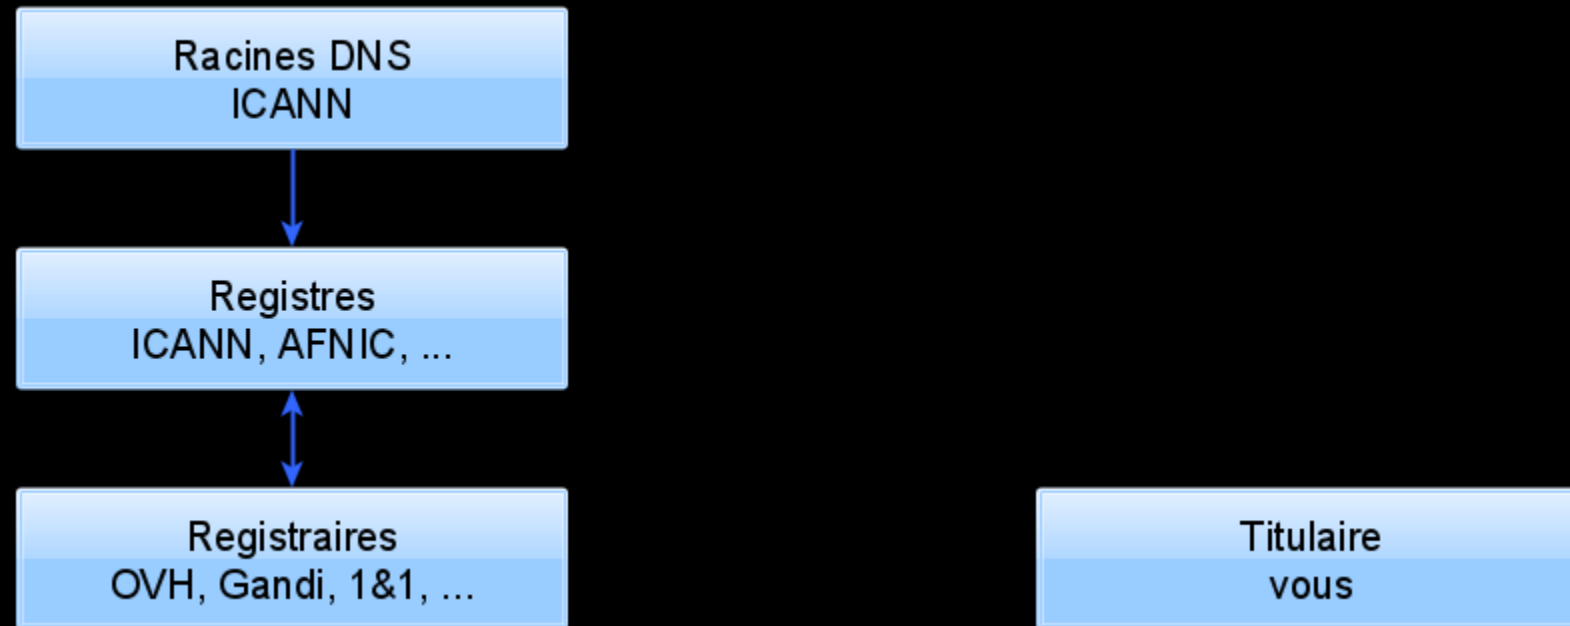 Racines DNS
ICANN
Registres
ICANN, AFNIC, ...
Registraires
OVH, Gandi, 1&1, ...
Titulaire
vous